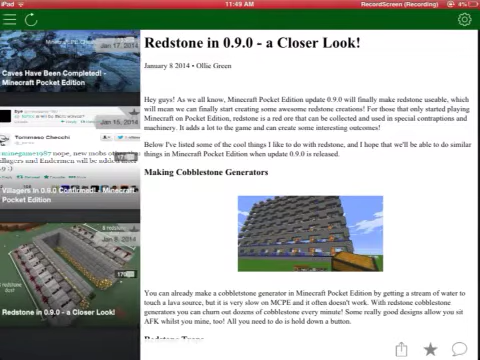 iPad
11:49 AM
RecordScreen (Recording)
4%
Jan 17, 2014
Caves Have Been Completed! -
Minecraft Pocket Edition
Jan 15, 2014
Tommaso Checchi
new, new mobs other than
villagers and Endermen will be added
Villagers in 0.9.0 Confirmed! - Minecraft
Pocket Edition
Jan 8, 2014
Redstone in 0.9.0 - a Closer Look!
Redstone in 0.9.0 - a Closer Look!
January 8 2014 • Ollie Green
Hey guys! As we all know, Minecraft Pocket Edition update 0.9.0 will finally make redstone useable, which
will mean we can finally start creating some awesome redstone creations! For those that only started playing
Minecraft on Pocket Edition, redstone is a red ore that can be collected and used in special contraptions and
machinery. It adds a lot to the game and can create some interesting outcomes!
Below I've listed some of the cool things I like to do with redstone, and I hope that we'll be able to do similar
things in Minecraft Pocket Edition when update 0.9.0 is released.
Making Cobblestone Generators
You can already make a cobbletstone generator in Minecraft Pocket Edition by getting a stream of water to
touch a lava source, but it is very slow on MCPE and it often doesn't work. With redstone cobblestone
generators you can churn out dozens of cobblestone every minute! Some really good designs allow you sit
AFK whilst you mine, too! All you need to do is hold down a button.